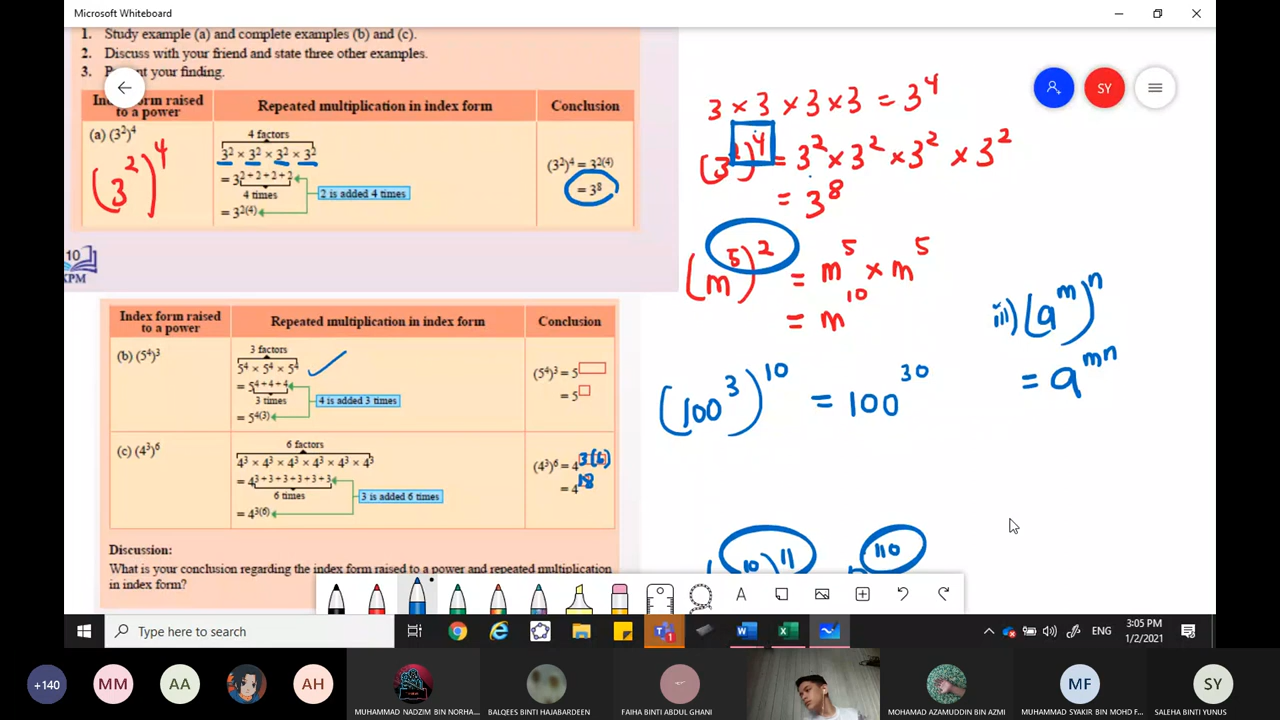 Microsoft Whiteboard
1. Study example (a) and complete examples (b) and (c).
2. Discuss with your friend and state three other examples.
3. your finding.
to a power
Repeated multiplication in index form
Conclusion
(a) (3²)⁴
(3²)⁴
4 factors
3² × 3² × 3² × 3²
= 3²⁺²⁺²⁺²
4 times
2 is added 4 times
= 3²⁽⁴⁾
(3²)⁴ = 3²⁽⁴⁾
= 3⁸
10
KPM
Index form raised
to a power
Repeated multiplication in index form
Conclusion
(b) (5⁴)³
3 factors
5⁴ × 5⁴ × 5⁴
= 5⁴⁺⁴⁺⁴
3 times
4 is added 3 times
= 5⁴⁽³⁾
(5⁴)³ = 5
= 5
(c) (4³)⁶
6 factors
4³ × 4³ × 4³ × 4³ × 4³ × 4³
= 4³⁺³⁺³⁺³⁺³⁺³
6 times
3 is added 6 times
= 4³⁽⁶⁾
(4³)⁶ = 4³⁽⁶⁾
= 4¹⁸
Discussion:
What is your conclusion regarding the index form raised to a power and repeated multiplication
in index form?
3 × 3 × 3 × 3 = 3⁴
(3²)⁴ = 3² × 3² × 3² × 3²
= 3⁸
(m⁵)² = m⁵ × m⁵
= m¹⁰
(100³)¹⁰ = 100³⁰
iii) (a^m)^n
= a^mn
10) 11
110
SY
A
Type here to search
ENG
3:05 PM
1/2/2021
+140
MM
AA
AH
MUHAMMAD NADZIM BIN NORHA...
BALQEES BINTI HAJABARDEEN
FAIHA BINTI ABDUL GHANI
MOHAMAD AZAMUDDIN BIN AZMI
MF
MUHAMMAD SYAKIR BIN MOHD F...
SY
SALEHA BINTI YUNUS